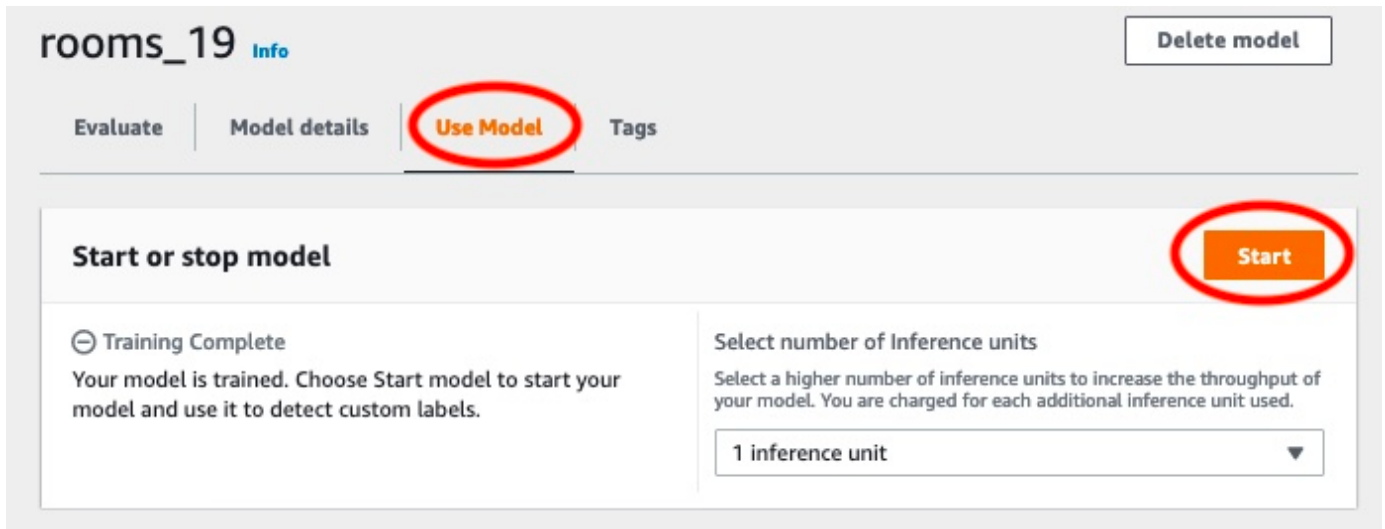 rooms_19 Info
Delete model
Evaluate
Model details
Use Model
Tags
Start or stop model
Start
Training Complete
Your model is trained. Choose Start model to start your
model and use it to detect custom labels.
Select number of Inference units
Select a higher number of inference units to increase the throughput of
your model. You are charged for each additional inference unit used.
1 inference unit